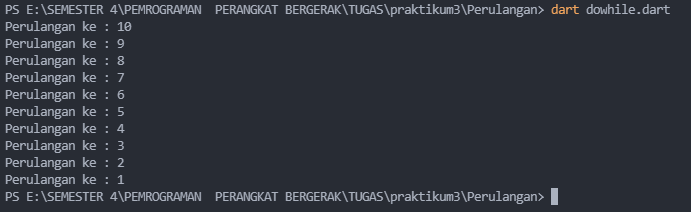 PS E:\SEMESTER 4\PEMROGRAMAN  PERANGKAT BERGERAK\TUGAS\praktikum3\Perulangan> dart dowhile.dart
Perulangan ke : 10
Perulangan ke : 9
Perulangan ke : 8
Perulangan ke : 7
Perulangan ke : 6
Perulangan ke : 5
Perulangan ke : 4
Perulangan ke : 3
Perulangan ke : 2
Perulangan ke : 1
PS E:\SEMESTER 4\PEMROGRAMAN  PERANGKAT BERGERAK\TUGAS\praktikum3\Perulangan>